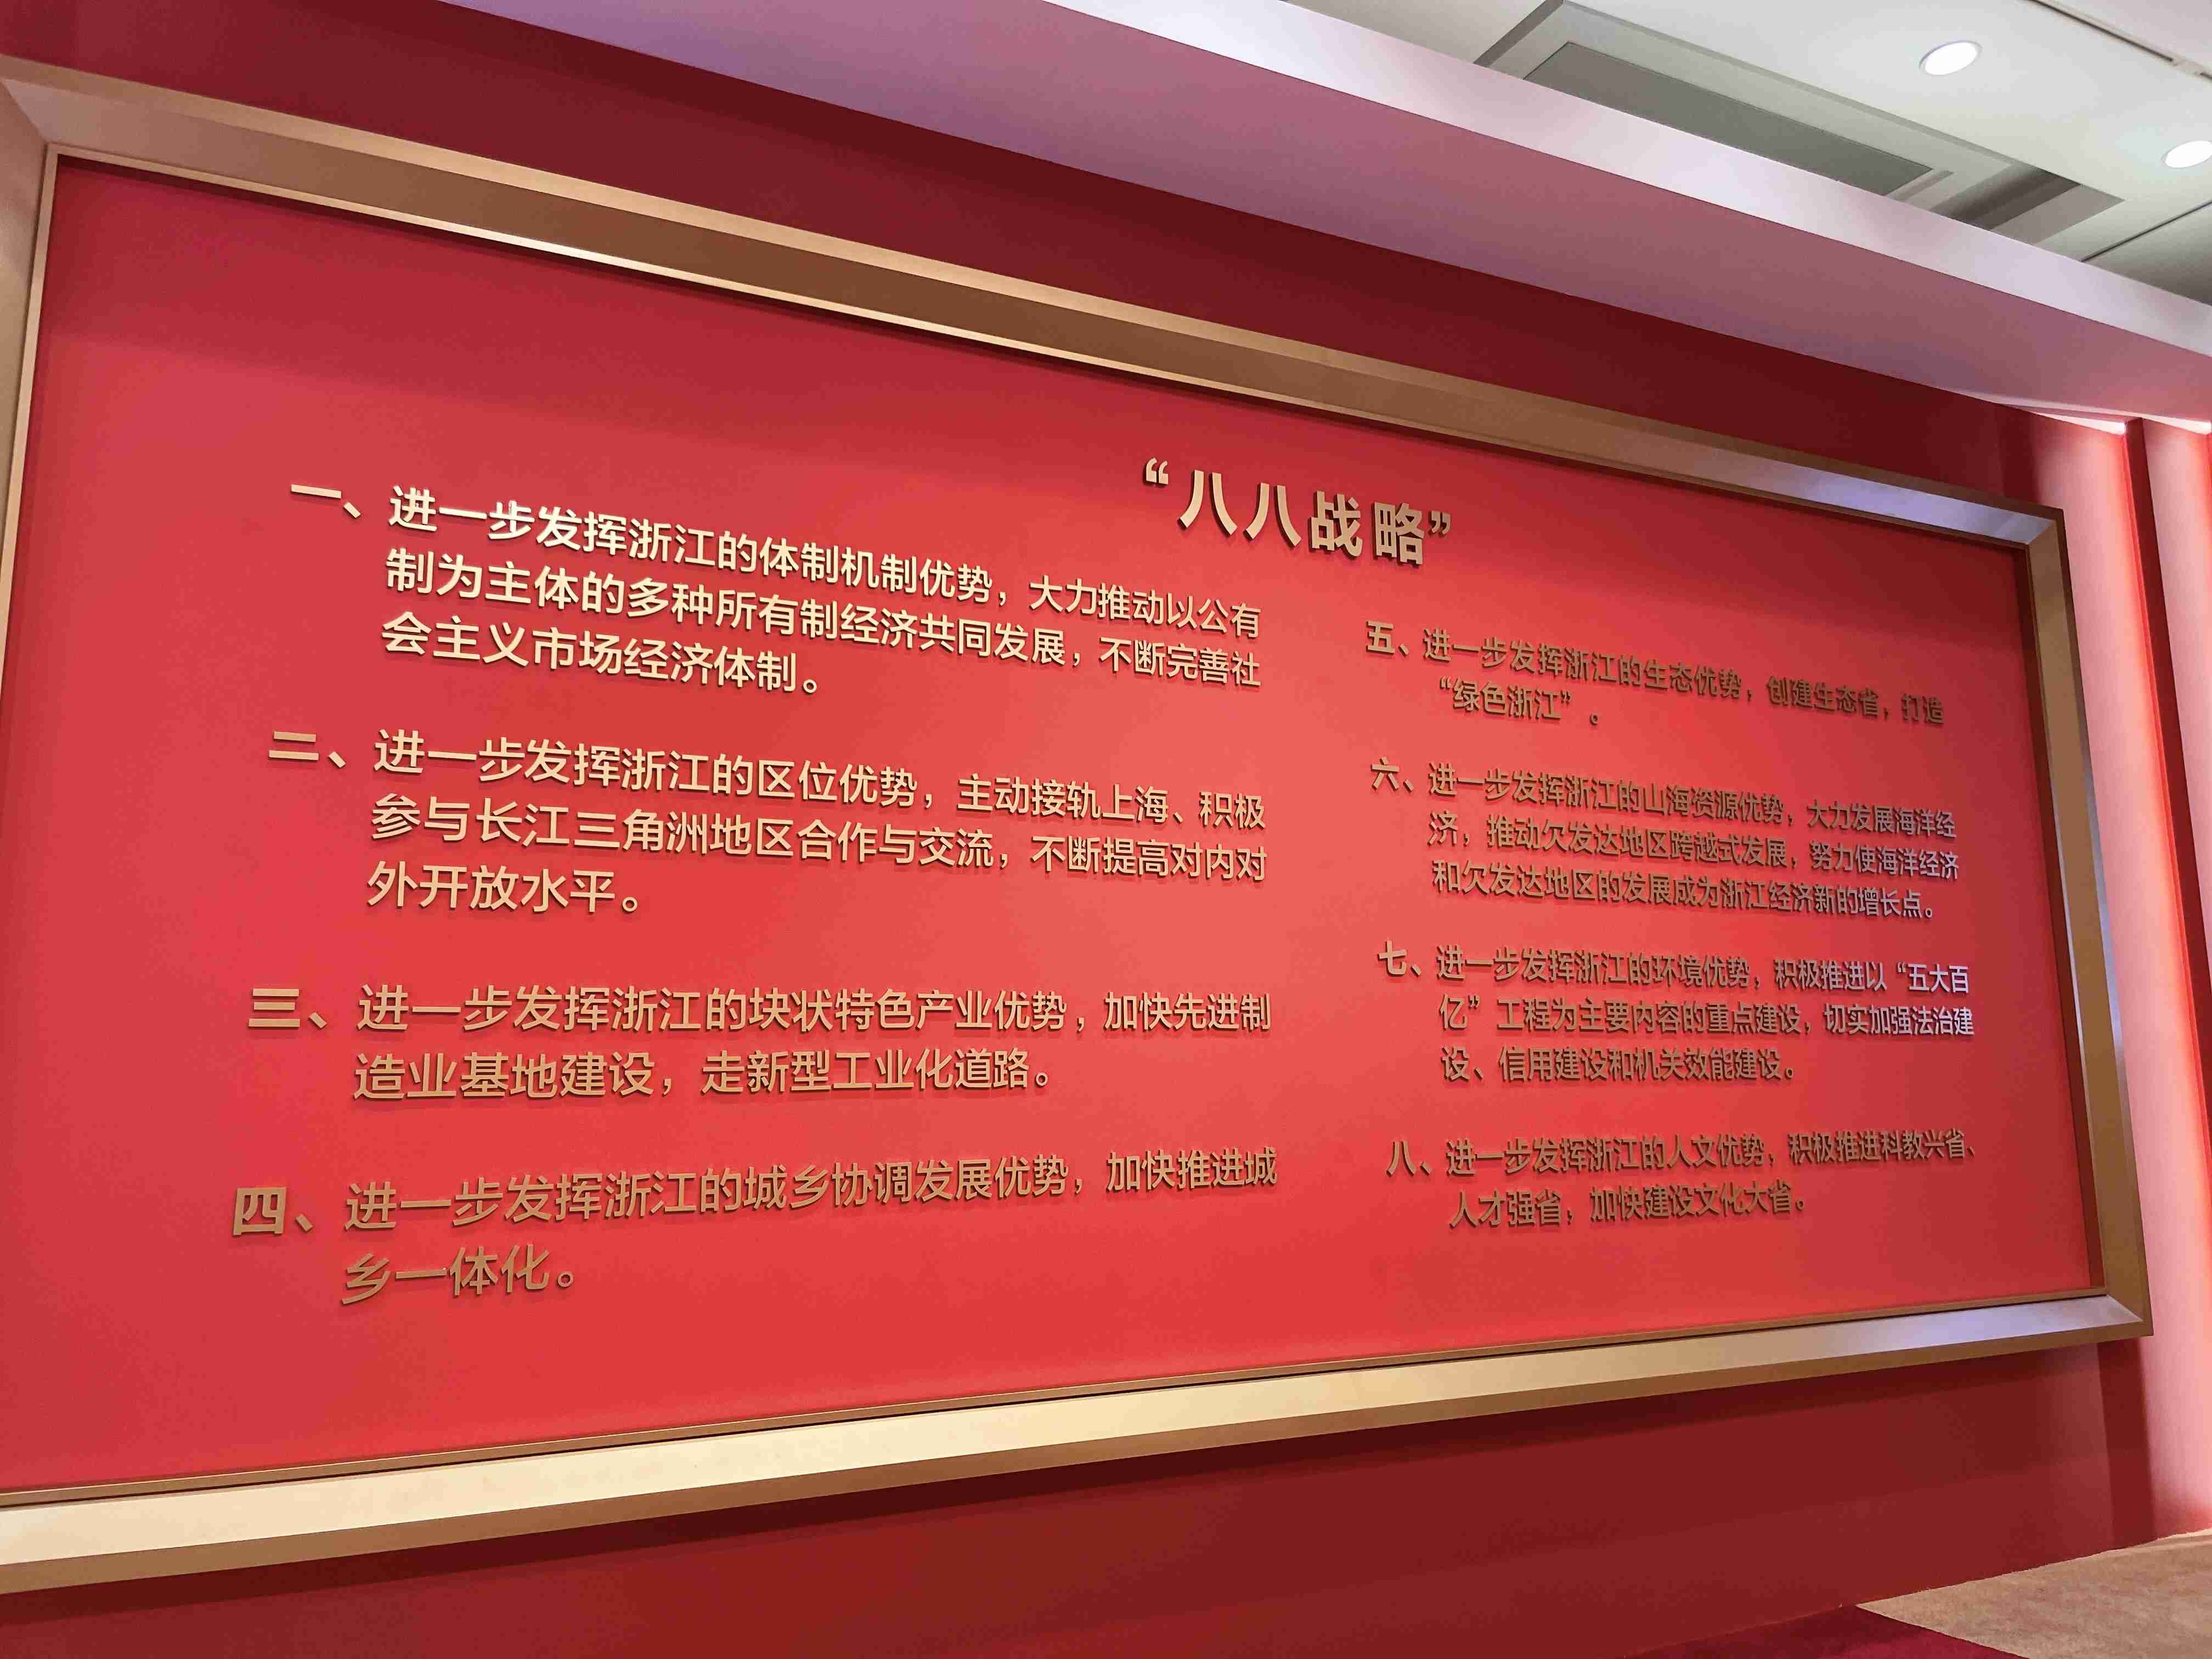 “八八战略”
一、进一步发挥浙江的体制机制优势，大力推动以公有
制为主体的多种所有制经济共同发展，不断完善社
会主义市场经济体制。
二、进一步发挥浙江的区位优势，主动接轨上海、积极
参与长江三角洲地区合作与交流，不断提高对内对
外开放水平。
三、进一步发挥浙江的块状特色产业优势，加快先进制
造业基地建设，走新型工业化道路。
四、进一步发挥浙江的城乡协调发展优势，加快推进城
乡一体化。
五、进一步发挥浙江的生态优势，创建生态省，打造
“绿色浙江”。
六、进一步发挥浙江的山海资源优势，大力发展海洋经
济，推动欠发达地区跨越式发展，努力使海洋经济
和欠发达地区的发展成为浙江经济新的增长点。
七、进一步发挥浙江的环境优势，积极推进以“五大百
亿”工程为主要内容的重点建设，切实加强法治建
设、信用建设和机关效能建设。
八、进一步发挥浙江的人文优势，积极推进科教兴省、
人才强省，加快建设文化大省。